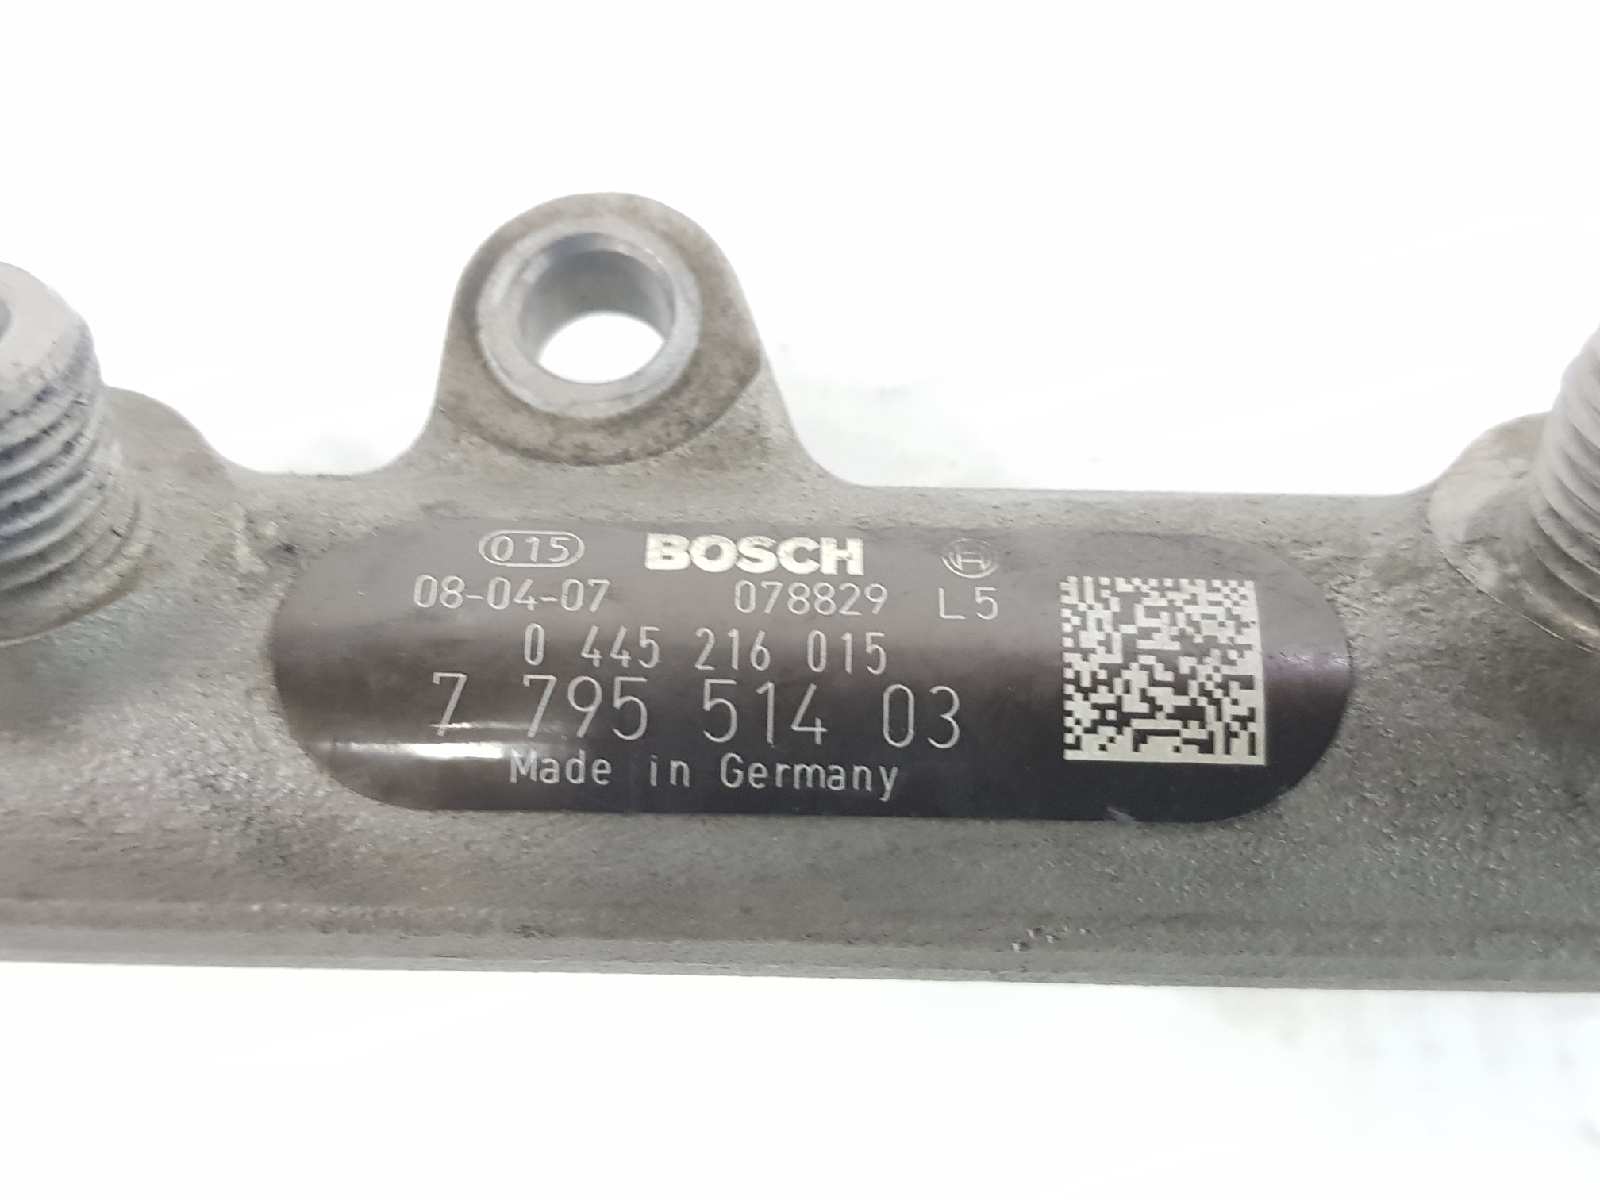 015 BOSCH
08-04-07 078829 L5
0 445 216 015
7 795 514 03
Made in Germany